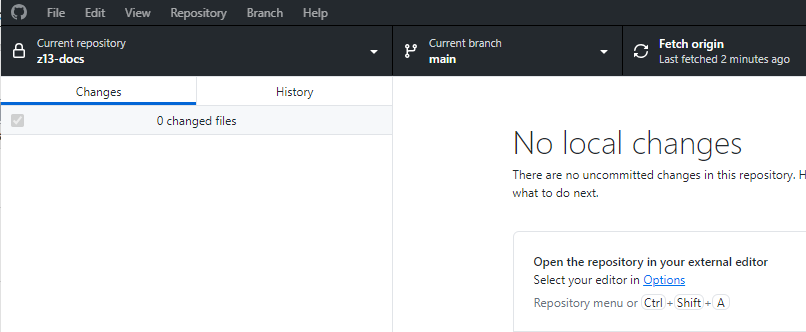 File Edit View Repository Branch Help
Current repository
z13-docs
Current branch
main
Fetch origin
Last fetched 2 minutes ago
Changes
History
0 changed files
No local changes
There are no uncommitted changes in this repository. H
what to do next.
Open the repository in your external editor
Select your editor in Options
Repository menu or Ctrl + Shift + A